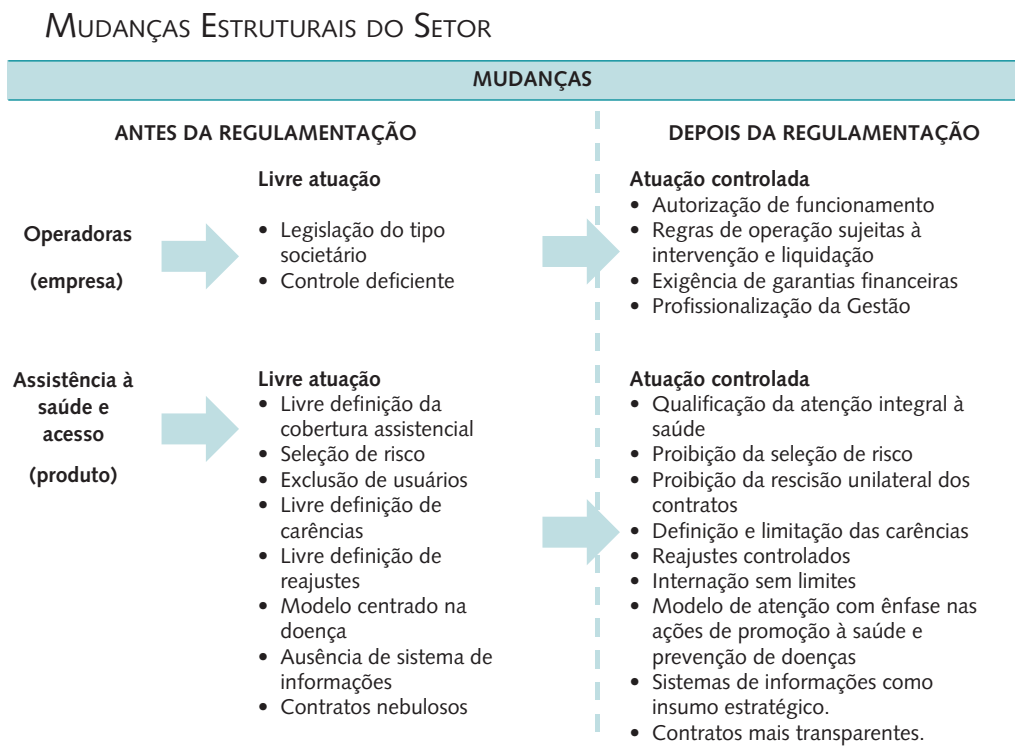 MUDANÇAS ESTRUTURAIS DO SETOR
MUDANÇAS
ANTES DA REGULAMENTAÇÃO
DEPOIS DA REGULAMENTAÇÃO
Operadoras
(empresa)
Livre atuação
• Legislação do tipo
societário
• Controle deficiente
Atuação controlada
• Autorização de funcionamento
• Regras de operação sujeitas à
intervenção e liquidação
• Exigência de garantias financeiras
• Profissionalização da Gestão
Assistência à
saúde e
acesso
(produto)
Livre atuação
• Livre definição da
cobertura assistencial
• Seleção de risco
• Exclusão de usuários
• Livre definição de
carências
• Livre definição de
reajustes
• Modelo centrado na
doença
• Ausência de sistema de
informações
• Contratos nebulosos
Atuação controlada
• Qualificação da atenção integral à
saúde
• Proibição da seleção de risco
• Proibição da rescisão unilateral dos
contratos
• Definição e limitação das carências
• Reajustes controlados
• Internação sem limites
• Modelo de atenção com ênfase nas
ações de promoção à saúde e
prevenção de doenças
• Sistemas de informações como
insumo estratégico.
• Contratos mais transparentes.